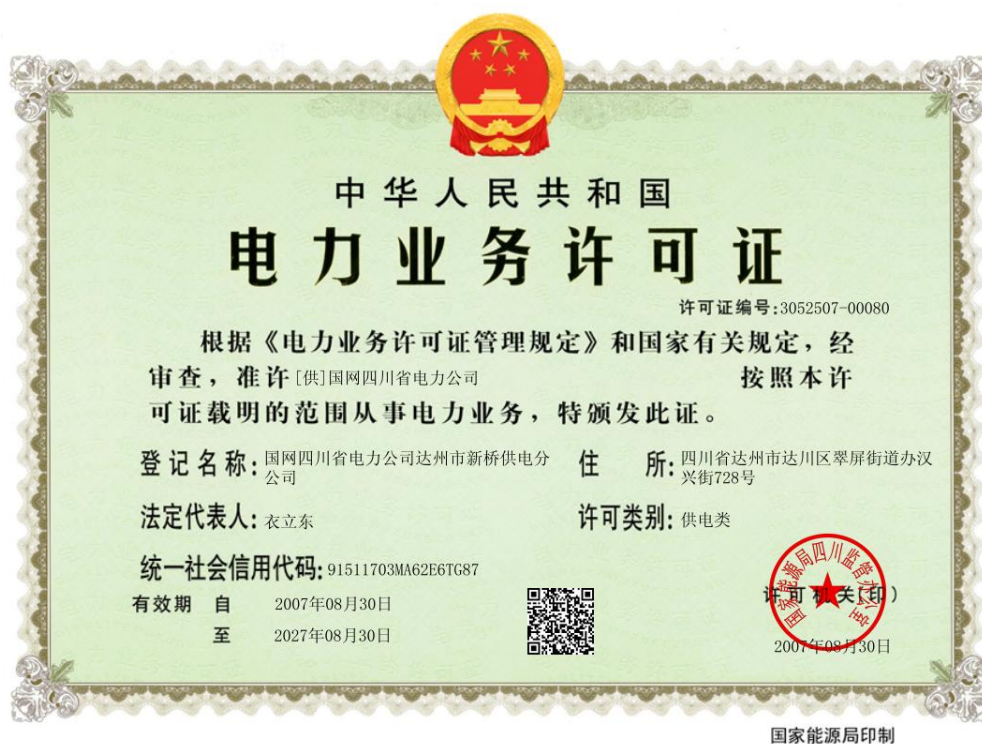 中华人民共和国
电力业务许可证
许可证编号:3052507-00080
根据《电力业务许可证管理规定》和国家有关规定，经
审查，准许[供]国网四川省电力公司 按照本许
可证载明的范围从事电力业务，特颁发此证。
登记名称: 国网四川省电力公司达州市新桥供电分
公司
住 所: 四川省达州市达川区翠屏街道办汉
兴街728号
法定代表人: 衣立东
许可类别: 供电类
统一社会信用代码: 91511703MA62E6TG87
有效期 自 2007年08月30日
至 2027年08月30日
国家能源局四川监管办公室
许可机关(印)
2007年08月30日
国家能源局印制